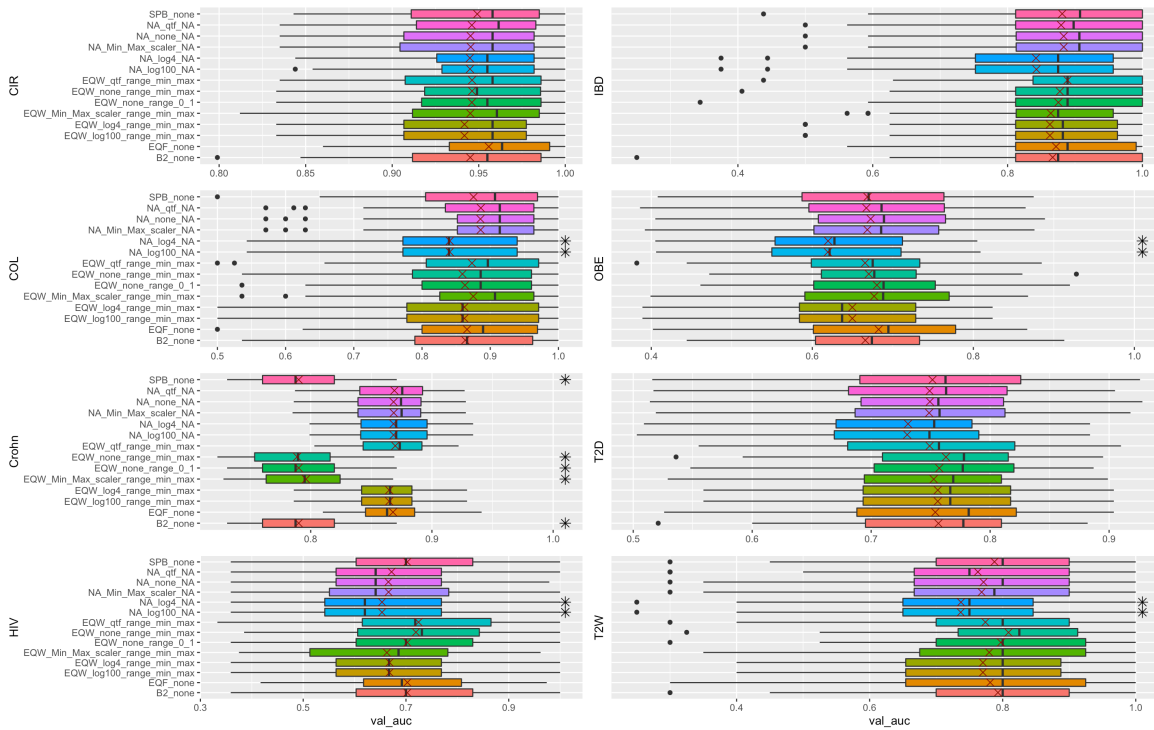 CIR
SPB_none
NA_qtf_NA
NA_none_NA
NA_Min_Max_scaler_NA
NA_log4_NA
NA_log100_NA
EQW_qtf_range_min_max
EQW_none_range_min_max
EQW_none_range_0_1
EQW_Min_Max_scaler_range_min_max
EQW_log4_range_min_max
EQW_log100_range_min_max
EQF_none
B2_none
0.80 0.85 0.90 0.95 1.00
IBD
0.4 0.6 0.8 1.0
COL
SPB_none
NA_qtf_NA
NA_none_NA
NA_Min_Max_scaler_NA
NA_log4_NA
NA_log100_NA
EQW_qtf_range_min_max
EQW_none_range_min_max
EQW_none_range_0_1
EQW_Min_Max_scaler_range_min_max
EQW_log4_range_min_max
EQW_log100_range_min_max
EQF_none
B2_none
0.5 0.6 0.7 0.8 0.9 1.0
OBE
0.4 0.6 0.8 1.0
Crohn
SPB_none
NA_qtf_NA
NA_none_NA
NA_Min_Max_scaler_NA
NA_log4_NA
NA_log100_NA
EQW_qtf_range_min_max
EQW_none_range_min_max
EQW_none_range_0_1
EQW_Min_Max_scaler_range_min_max
EQW_log4_range_min_max
EQW_log100_range_min_max
EQF_none
B2_none
0.8 0.9 1.0
T2D
0.5 0.6 0.7 0.8 0.9
HIV
SPB_none
NA_qtf_NA
NA_none_NA
NA_Min_Max_scaler_NA
NA_log4_NA
NA_log100_NA
EQW_qtf_range_min_max
EQW_none_range_min_max
EQW_none_range_0_1
EQW_Min_Max_scaler_range_min_max
EQW_log4_range_min_max
EQW_log100_range_min_max
EQF_none
B2_none
0.3 0.5 0.7 0.9
val_auc
T2W
0.4 0.6 0.8 1.0
val_auc